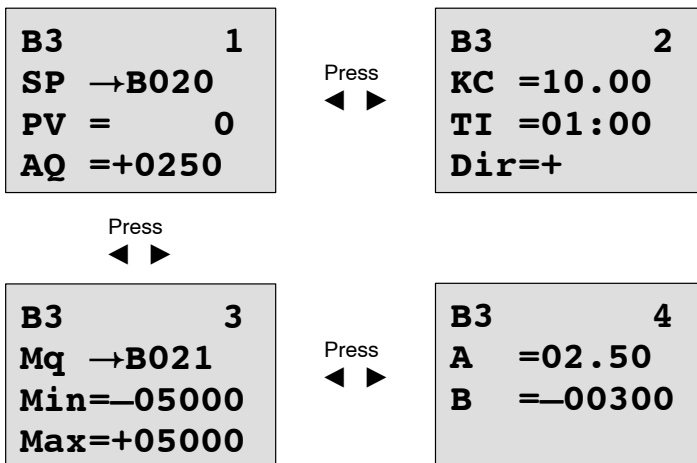 B3 1
SP →B020
PV = 0
AQ =+0250
Press
◄ ►
B3 2
KC =10.00
TI =01:00
Dir=+
Press
◄ ►
B3 3
Mq →B021
Min=–05000
Max=+05000
Press
◄ ►
B3 4
A =02.50
B =–00300